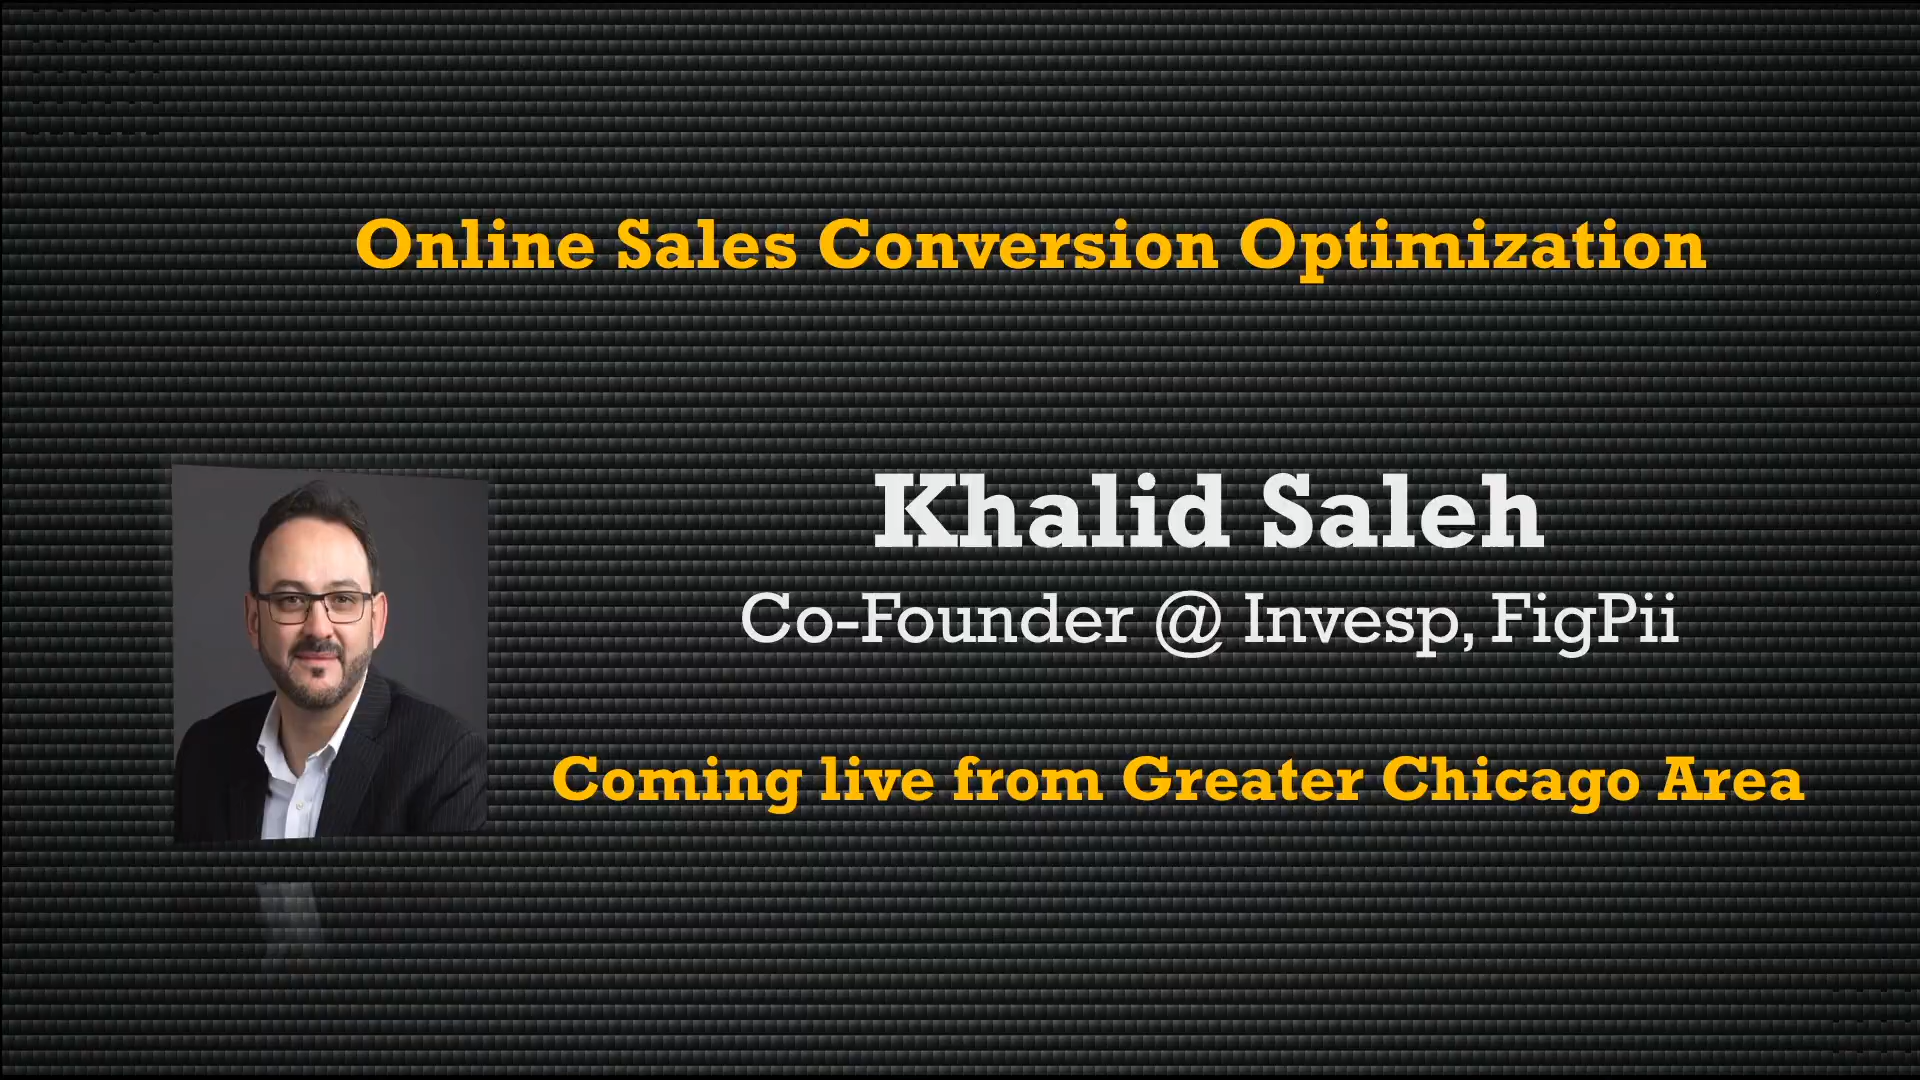 Online Sales Conversion Optimization
Khalid Saleh
Co-Founder @ Invesp, FigPii
Coming live from Greater Chicago Area